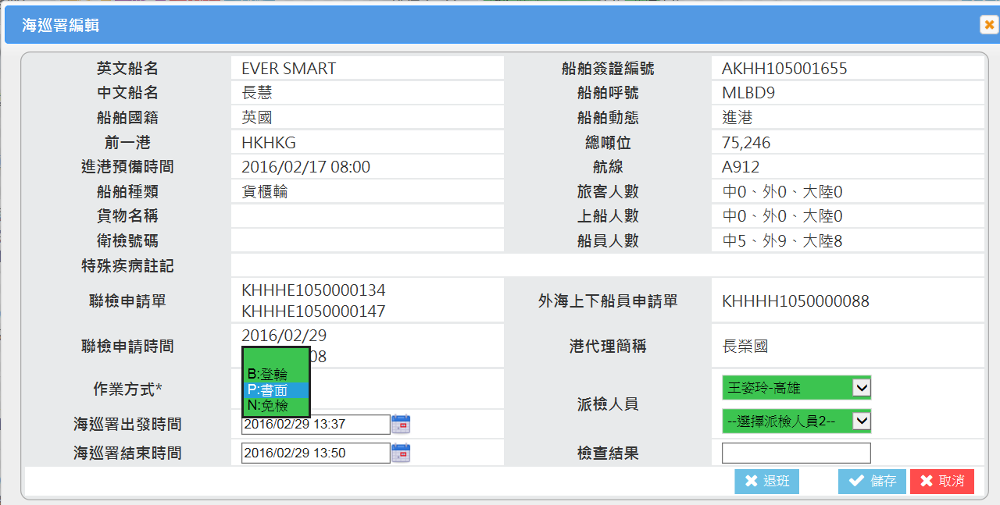 海巡署編輯
英文船名 EVER SMART 船舶簽證編號 AKHH105001655
中文船名 長慧 船舶呼號 MLBD9
船舶國籍 英國 船舶動態 進港
前一港 HKHKG 總噸位 75,246
進港預備時間 2016/02/17 08:00 航線 A912
船舶種類 貨櫃輪 旅客人數 中0、外0、大陸0
貨物名稱 上船人數 中0、外0、大陸0
衛檢號碼 船員人數 中5、外9、大陸8
特殊疾病註記
聯檢申請單 KHHHE1050000134
KHHHE1050000147 外海上下船員申請單 KHHHH1050000088
聯檢申請時間 2016/02/29
08 港代理簡稱 長榮國
作業方式*
B:登輪
P:書面
N:免檢
派檢人員 王姿玲-高雄
--選擇派檢人員2--
海巡署出發時間 2016/02/29 13:37
海巡署結束時間 2016/02/29 13:50 檢查結果
退班 儲存 取消